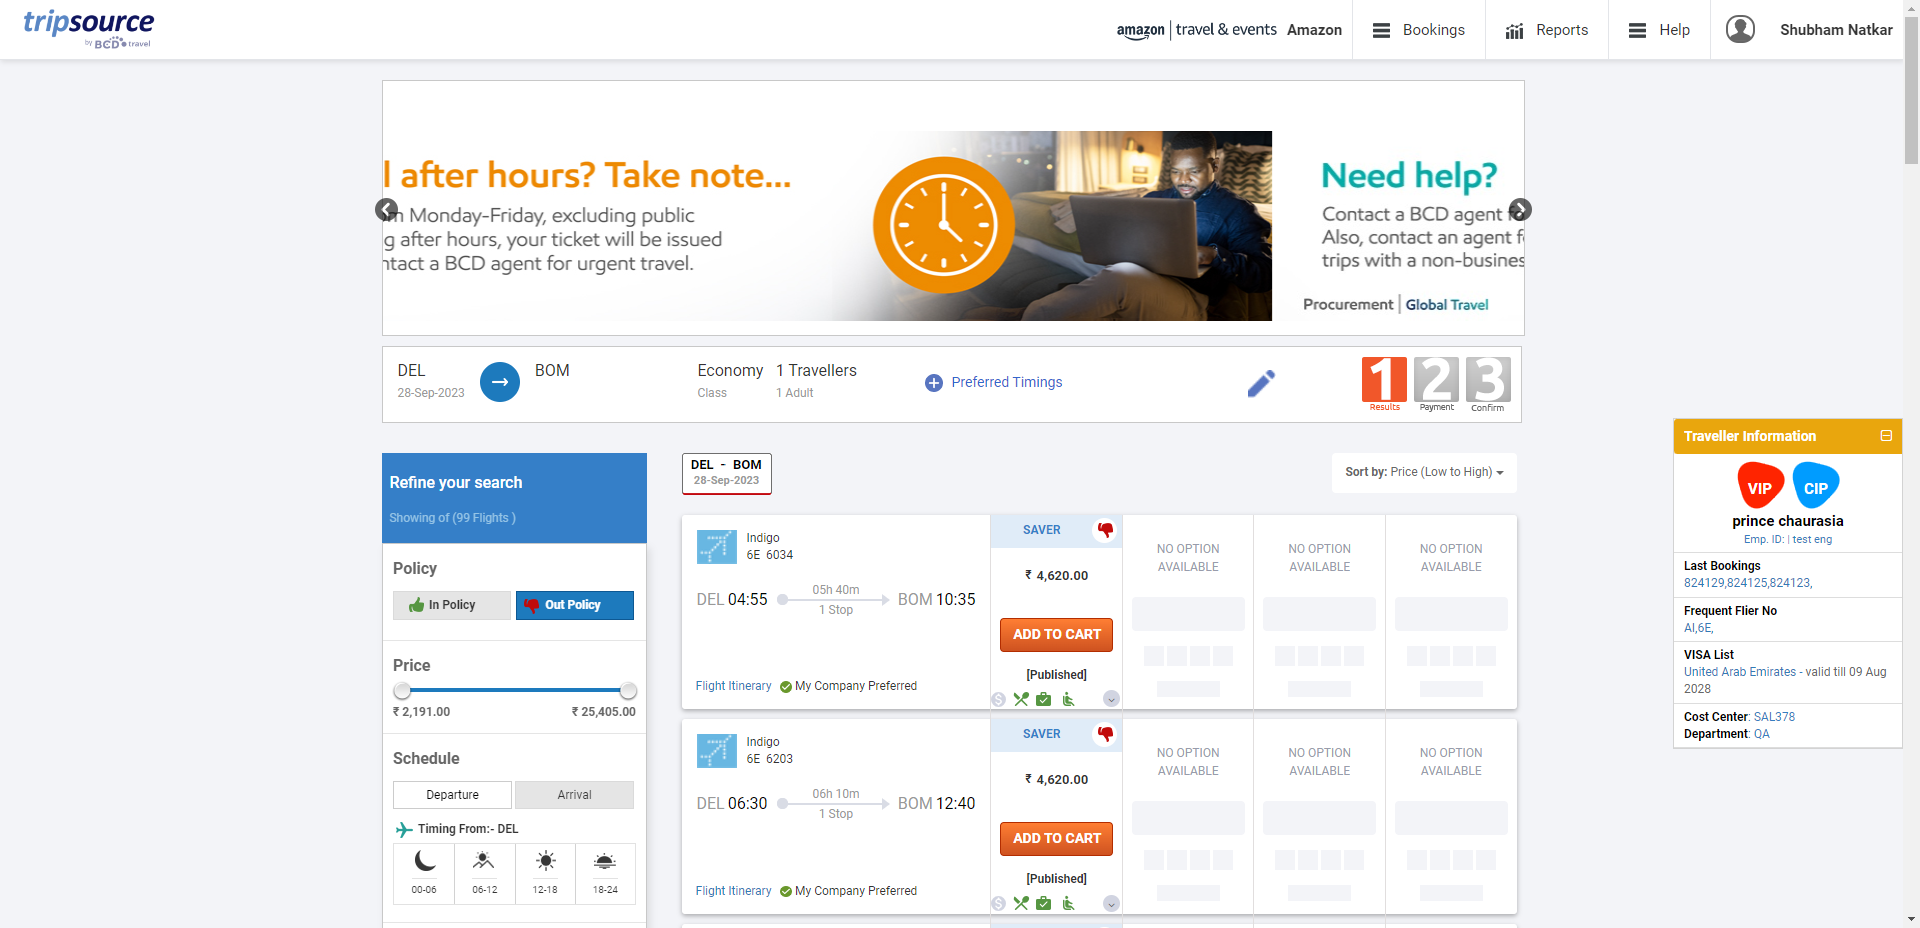 tripsource
by BCD travel
amazon | travel & events Amazon
Bookings
Reports
Help
Shubham Natkar
l after hours? Take note...
m Monday-Friday, excluding public
g after hours, your ticket will be issued
ntact a BCD agent for urgent travel.
Need help?
Contact a BCD agent
Also, contact an agent
trips with a non-busines
Procurement | Global Travel
DEL
28-Sep-2023
BOM
Economy
Class
1 Travellers
1 Adult
Preferred Timings
1 2 3
Results Payment Confirm
Refine your search
Showing of (99 Flights )
Policy
In Policy
Out Policy
Price
₹ 2,191.00 ₹ 25,405.00
Schedule
Departure Arrival
Timing From:- DEL
00-06 06-12 12-18 18-24
DEL - BOM
28-Sep-2023
Sort by: Price (Low to High)
Indigo
6E 6034
DEL 04:55
05h 40m
1 Stop
BOM 10:35
Flight Itinerary My Company Preferred
SAVER
₹ 4,620.00
ADD TO CART
[Published]
NO OPTION
AVAILABLE
NO OPTION
AVAILABLE
NO OPTION
AVAILABLE
Indigo
6E 6203
DEL 06:30
06h 10m
1 Stop
BOM 12:40
Flight Itinerary My Company Preferred
SAVER
₹ 4,620.00
ADD TO CART
[Published]
NO OPTION
AVAILABLE
NO OPTION
AVAILABLE
NO OPTION
AVAILABLE
Traveller Information
VIP CIP
prince chaurasia
Emp. ID: | test eng
Last Bookings
824129,824125,824123,
Frequent Flier No
AI,6E,
VISA List
United Arab Emirates - valid till 09 Aug
2028
Cost Center: SAL378
Department: QA